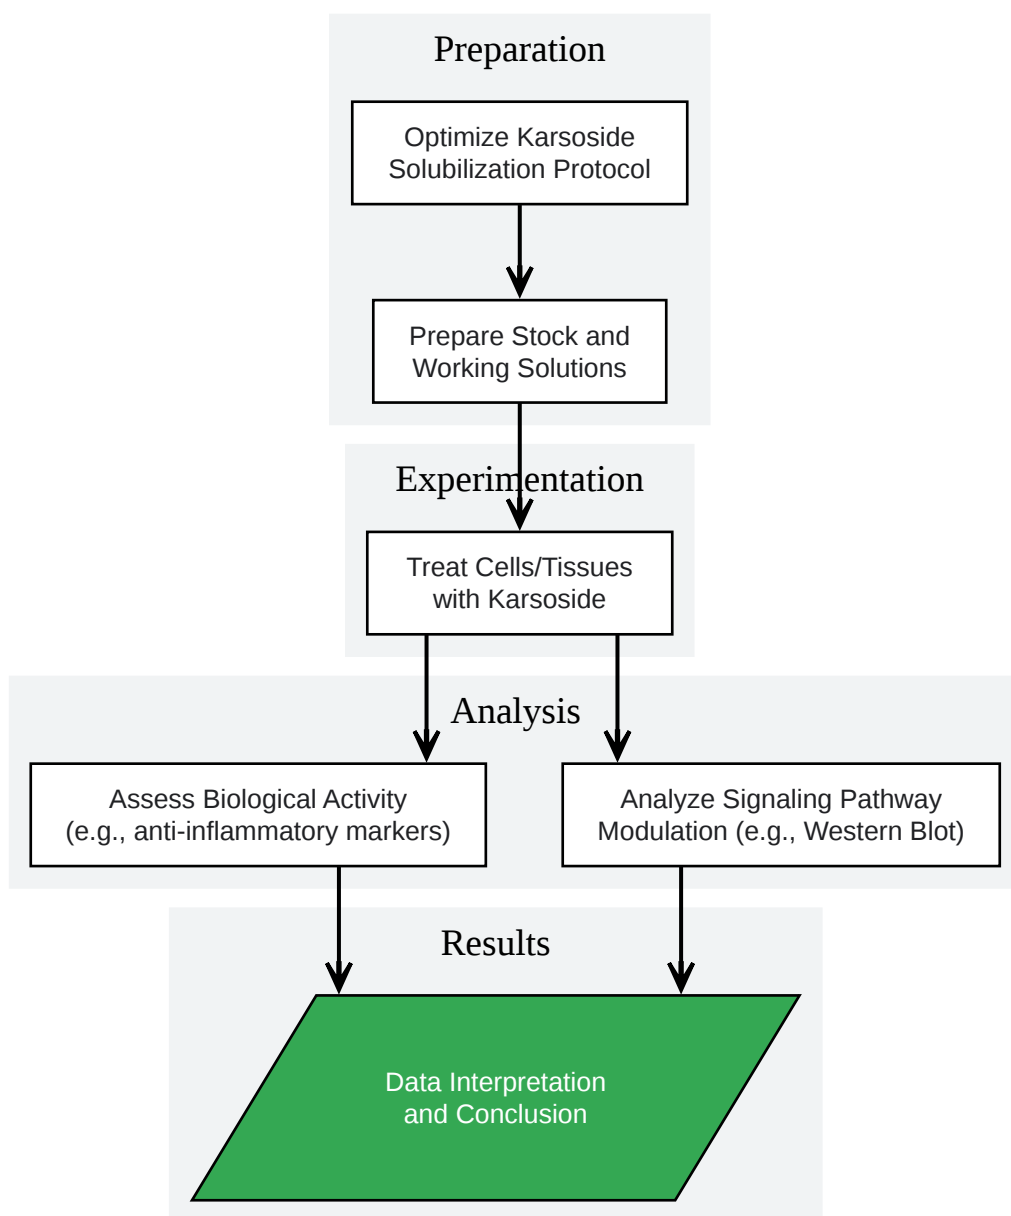 Preparation
Optimize Karsoside
Solubilization Protocol
Prepare Stock and
Working Solutions
Experimentation
Treat Cells/Tissues
with Karsoside
Analysis
Assess Biological Activity
(e.g., anti-inflammatory markers)
Analyze Signaling Pathway
Modulation (e.g., Western Blot)
Results
Data Interpretation
and Conclusion